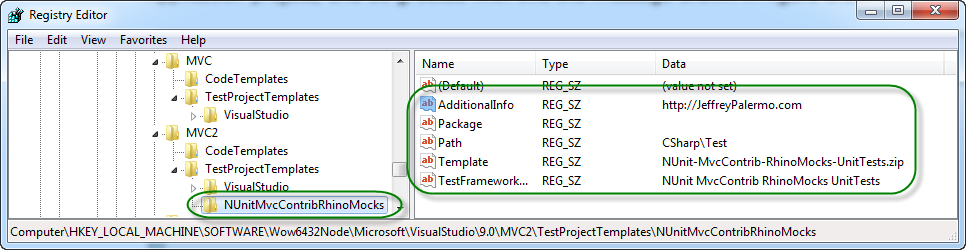 Registry Editor
File Edit View Favorites Help
MVC
CodeTemplates
TestProjectTemplates
VisualStudio
MVC2
CodeTemplates
TestProjectTemplates
VisualStudio
NUnitMvcContribRhinoMocks
Name Type Data
(Default) REG_SZ (value not set)
AdditionalInfo REG_SZ http://JeffreyPalermo.com
Package REG_SZ
Path REG_SZ CSharp\Test
Template REG_SZ NUnit-MvcContrib-RhinoMocks-UnitTests.zip
TestFramework... REG_SZ NUnit MvcContrib RhinoMocks UnitTests
Computer\HKEY_LOCAL_MACHINE\SOFTWARE\Wow6432Node\Microsoft\VisualStudio\9.0\MVC2\TestProjectTemplates\NUnitMvcContribRhinoMocks